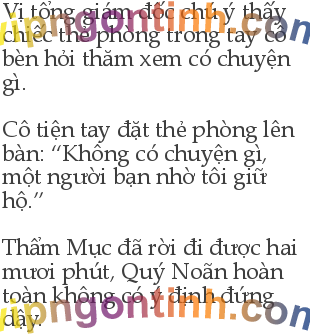 Vị tổng giám đốc chú ý thấy
chiếc thẻ phòng trong tay cô
bèn hỏi thăm xem có chuyện
gì.
Cô tiện tay đặt thẻ phòng lên
bàn: “Không có chuyện gì,
một người bạn nhờ tôi giữ
hộ.”
Thẩm Mục đã rời đi được hai
mươi phút, Quý Noãn hoàn
toàn không có ý định đứng
dậy.
vipngontinh.com
vipngontinh.com